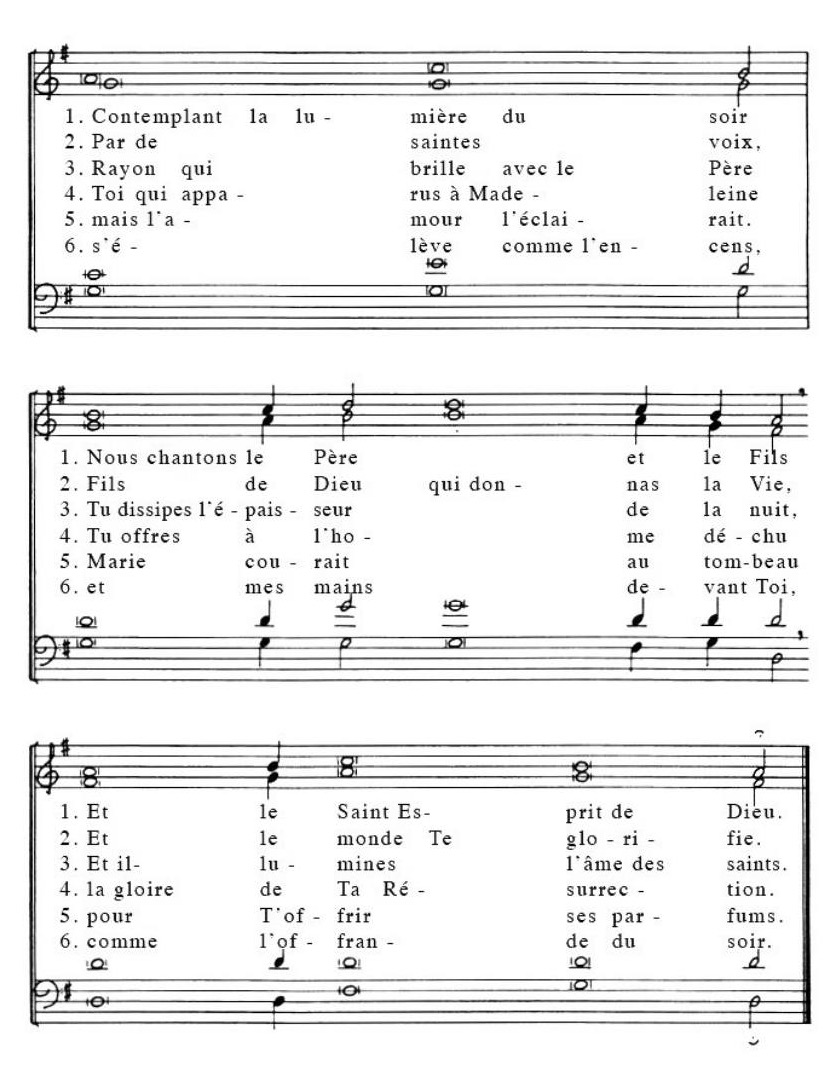 1. Contemplant la lu - mière du soir
2. Par de saintes voix,
3. Rayon qui brille avec le Père
4. Toi qui appa - rus à Made - leine
5. mais l'a - mour l'éclai - rait.
6. s'é - lève comme l'en - cens,
1. Nous chantons le Père et le Fils
2. Fils de Dieu qui don - nas la Vie,
3. Tu dissipes l'é - pais - seur de la nuit,
4. Tu offres à l'ho - me dé - chu
5. Marie cou - rait au tom-beau
6. et mes mains de - vant Toi,
1. Et le Saint Es- prit de Dieu.
2. Et le monde Te glo - ri - fie.
3. Et il- lu - mines l'âme des saints.
4. la gloire de Ta Ré - surrec - tion.
5. pour T'of - frir ses par - fums.
6. comme l'of - fran - de du soir.